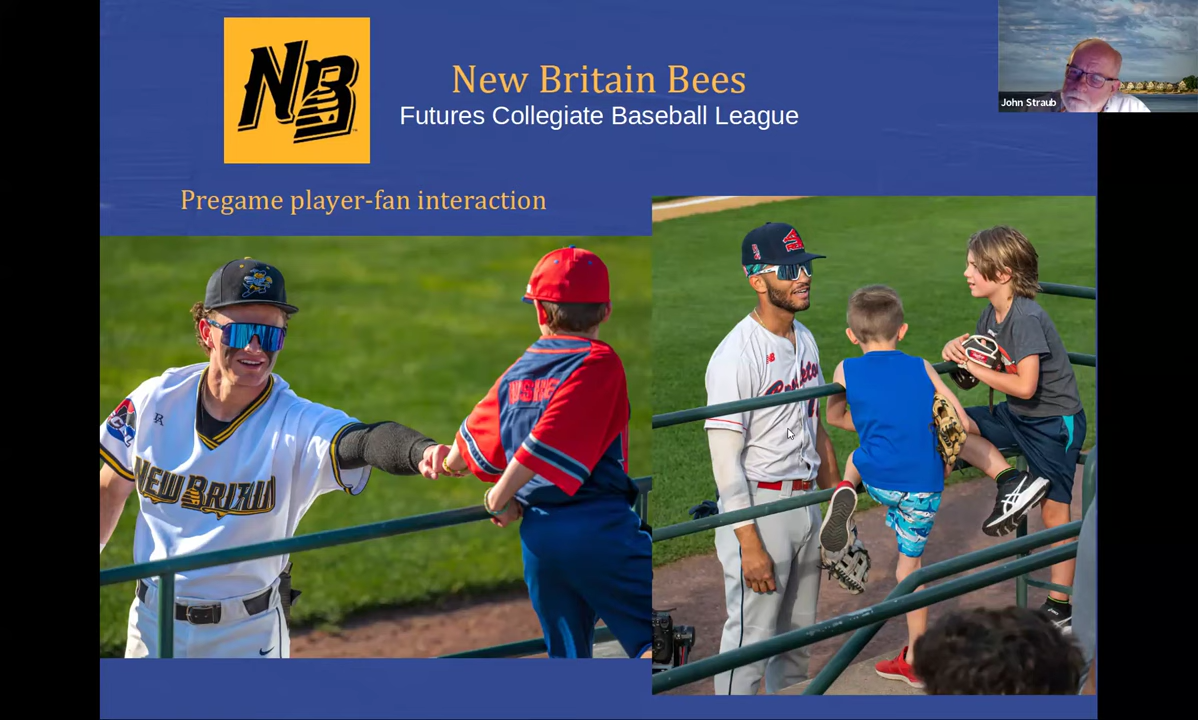 NB
New Britain Bees
Futures Collegiate Baseball League
John Straub
Pregame player-fan interaction
NEW BRITAIN